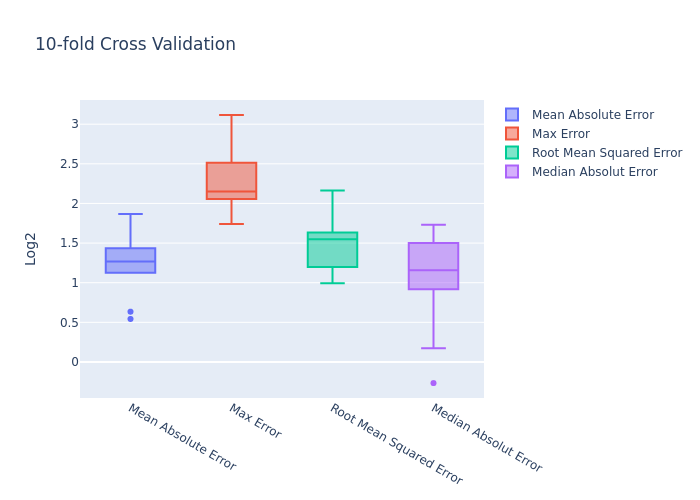 10-fold Cross Validation
Mean Absolute Error
Max Error
Root Mean Squared Error
Median Absolut Error
Log2
3
2.5
2
1.5
1
0.5
0
Mean Absolute Error
Max Error
Root Mean Squared Error
Median Absolut Error